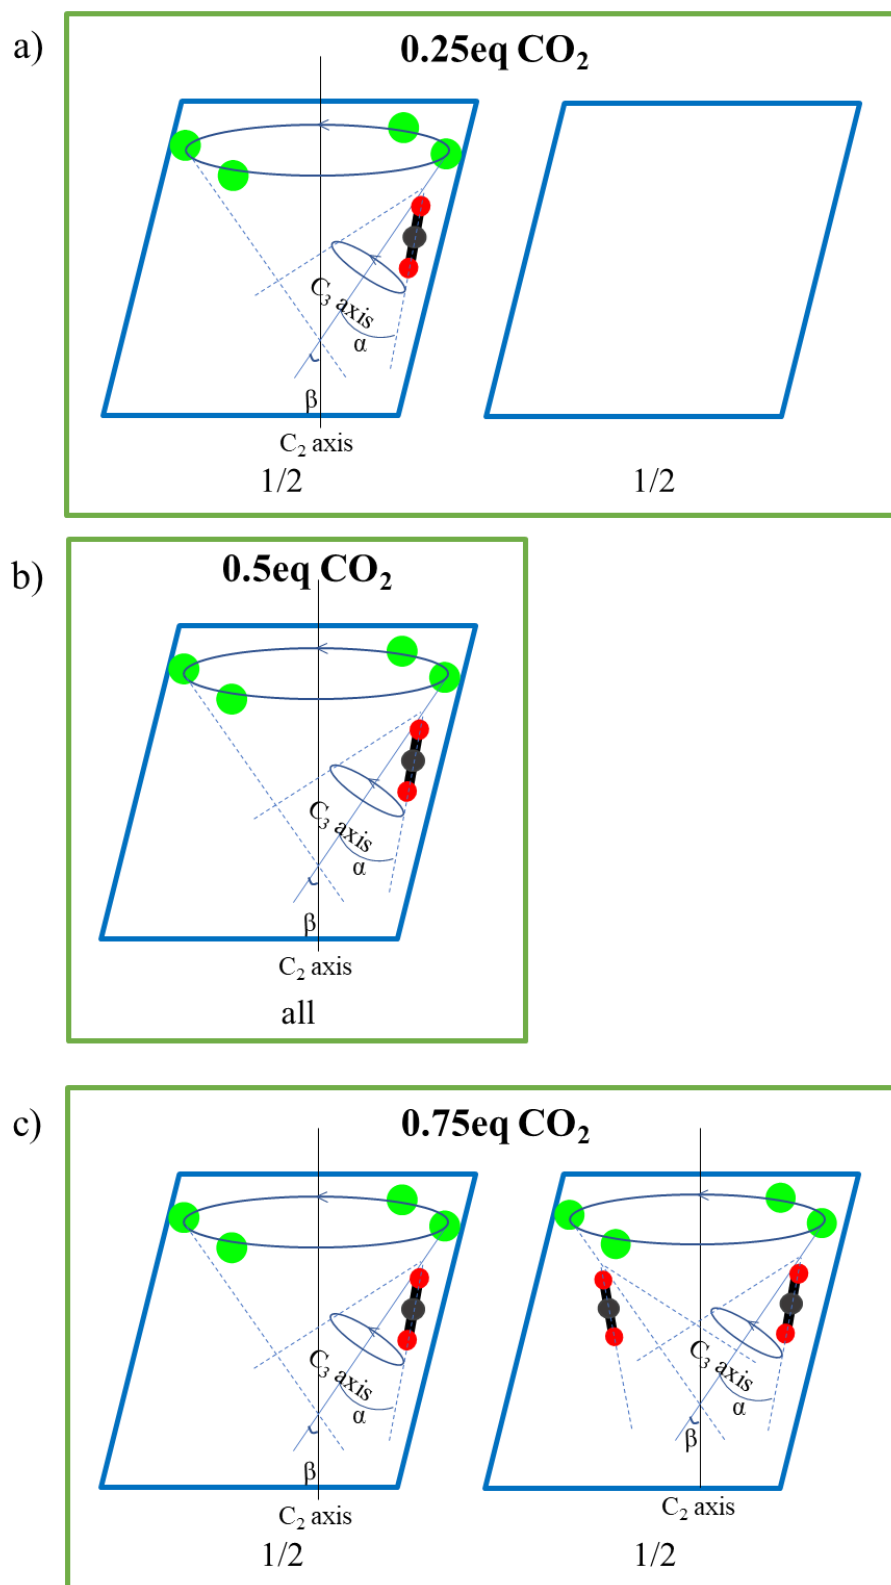 a)
0.25eq CO₂
C₃ axis
α
β
C₂ axis
1/2
1/2
b)
0.5eq CO₂
C₃ axis
α
β
C₂ axis
all
c)
0.75eq CO₂
C₃ axis
α
β
C₂ axis
1/2
C₃ axis
α
β
C₂ axis
1/2